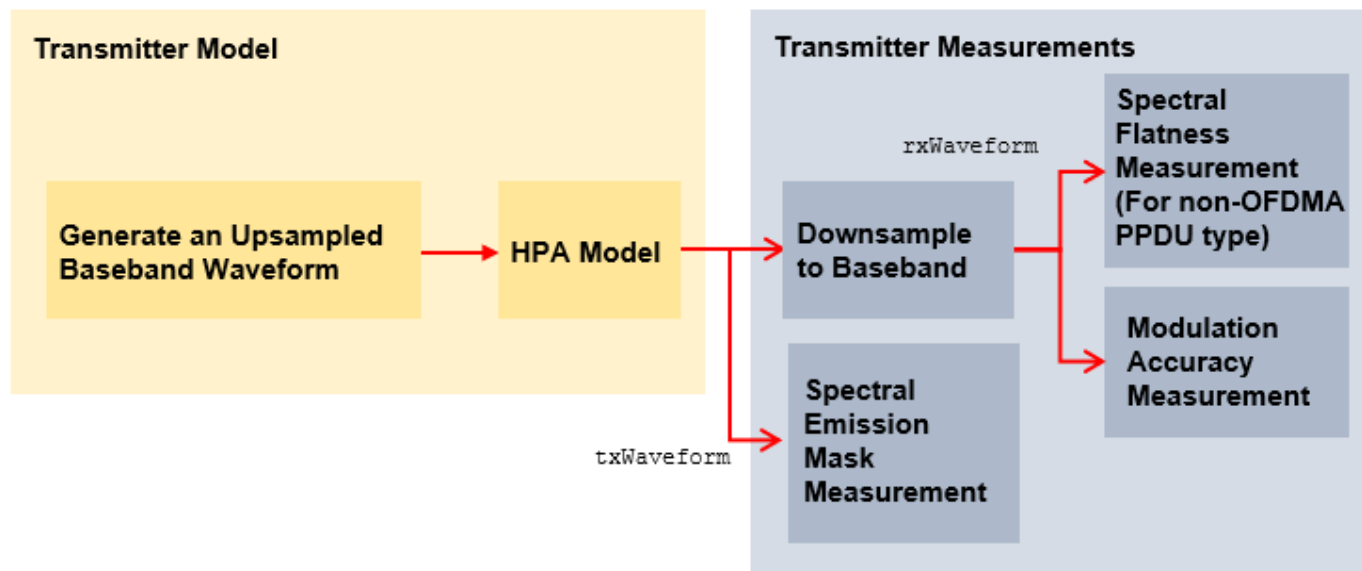 Transmitter Model
Generate an Upsampled
Baseband Waveform
HPA Model
txWaveform
Transmitter Measurements
Downsample
to Baseband
rxWaveform
Spectral
Flatness
Measurement
(For non-OFDMA
PPDU type)
Modulation
Accuracy
Measurement
Spectral
Emission
Mask
Measurement